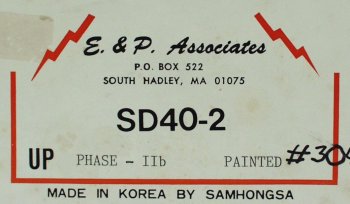 E. & P. Associates
P.O. BOX 522
SOUTH HADLEY, MA 01075
SD40-2
UP PHASE - IIb PAINTED
MADE IN KOREA BY SAMHONGSA